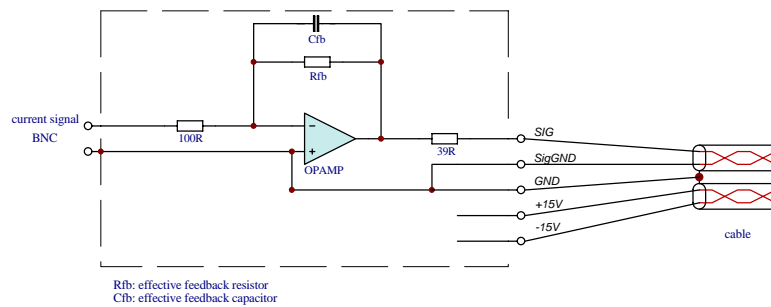 Cfb
Rfb
current signal
BNC
100R
−
+
OPAMP
39R
SIG
SigGND
GND
+15V
-15V
cable
Rfb: effective feedback resistor
Cfb: effective feedback capacitor